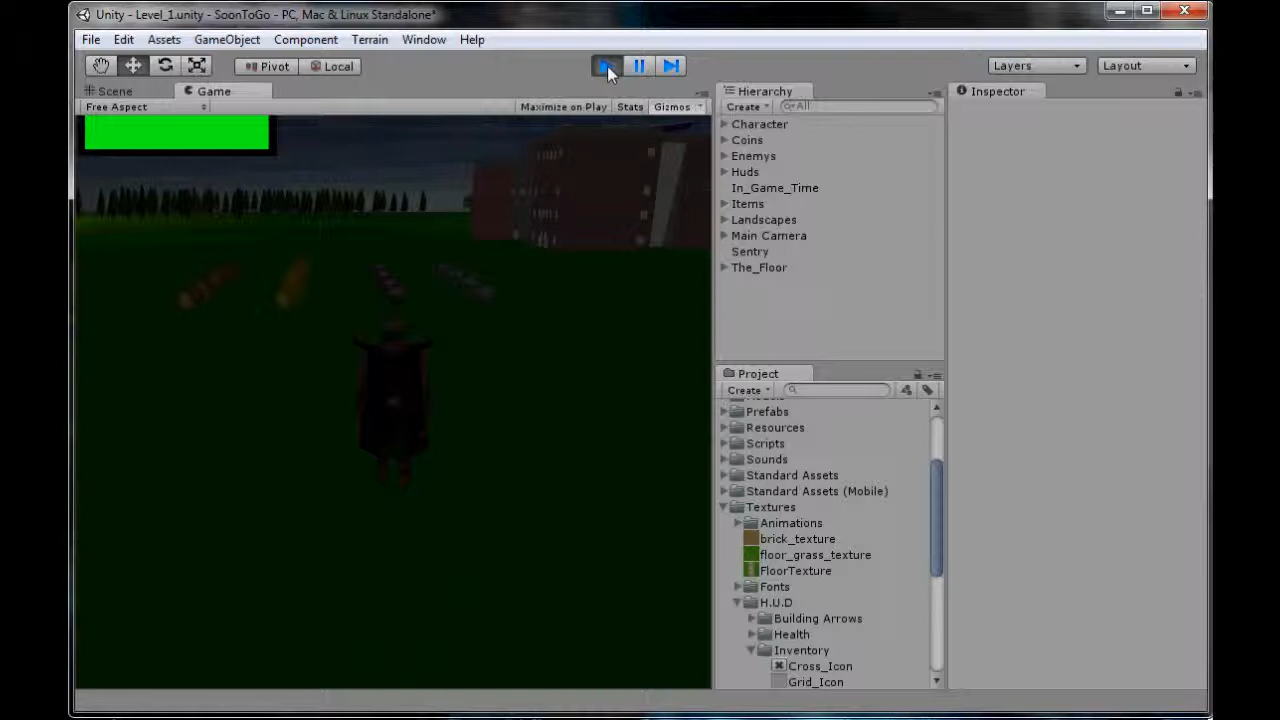 Unity - Level_1.unity - SoonToGo - PC, Mac & Linux Standalone*
File Edit Assets GameObject Component Terrain Window Help
Pivot Local Layers Layout
Scene Game
Free Aspect Maximize on Play Stats Gizmos
Hierarchy
Create All
Character
Coins
Enemys
Huds
In_Game_Time
Items
Landscapes
Main Camera
Sentry
The_Floor
Project
Create
Prefabs
Resources
Scripts
Sounds
Standard Assets
Standard Assets (Mobile)
Textures
Animations
brick_texture
floor_grass_texture
FloorTexture
Fonts
H.U.D
Building Arrows
Health
Inventory
Cross_Icon
Grid_Icon
Inspector